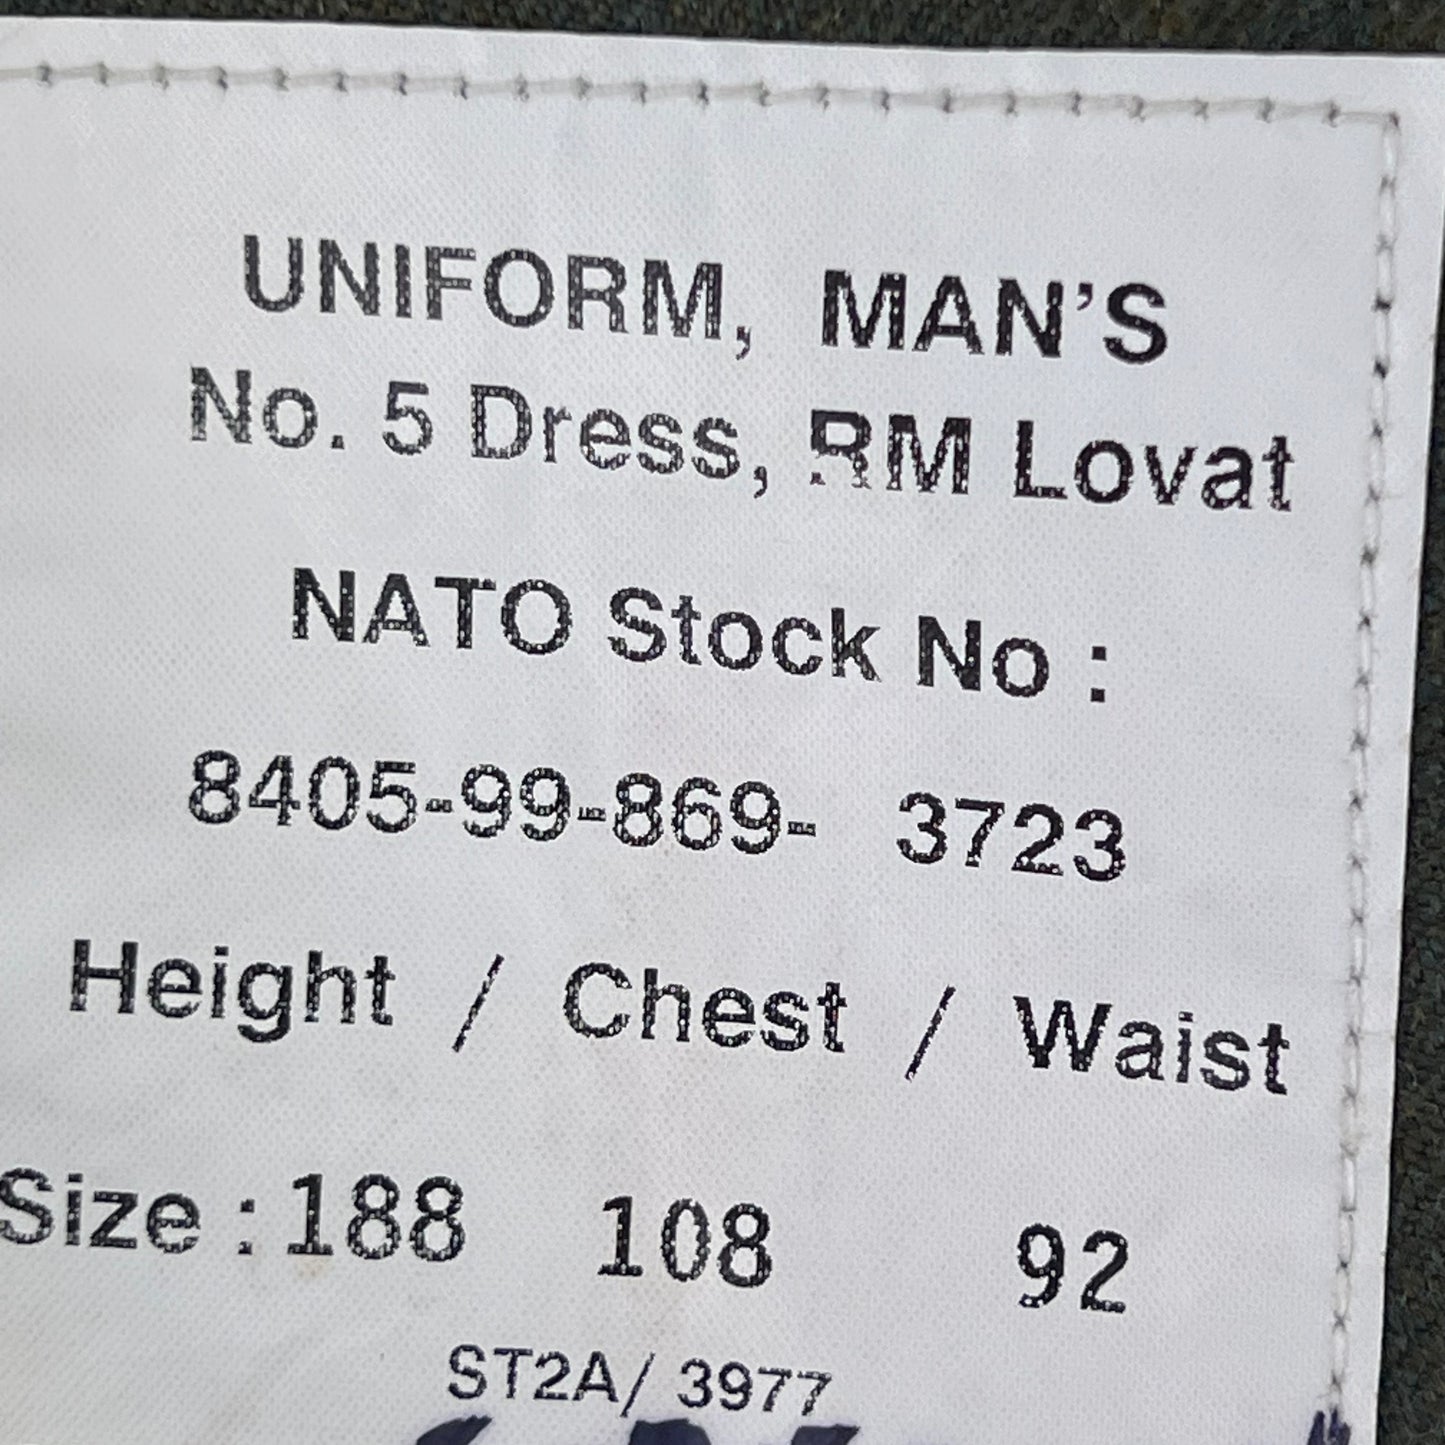 UNIFORM, MAN'S
No. 5 Dress, RM Lovat
NATO Stock No :
8405-99-869- 3723
Height / Chest / Waist
Size : 188 108 92
ST2A/ 3977